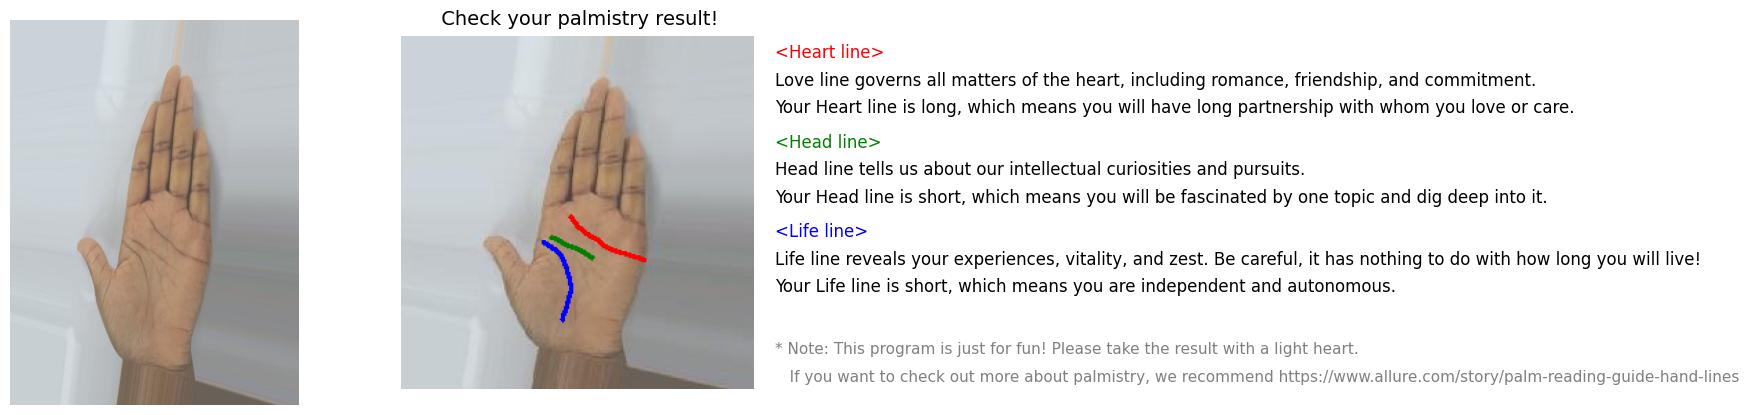 Check your palmistry result!
<Heart line>
Love line governs all matters of the heart, including romance, friendship, and commitment.
Your Heart line is long, which means you will have long partnership with whom you love or care.
<Head line>
Head line tells us about our intellectual curiosities and pursuits.
Your Head line is short, which means you will be fascinated by one topic and dig deep into it.
<Life line>
Life line reveals your experiences, vitality, and zest. Be careful, it has nothing to do with how long you will live!
Your Life line is short, which means you are independent and autonomous.
* Note: This program is just for fun! Please take the result with a light heart.
If you want to check out more about palmistry, we recommend https://www.allure.com/story/palm-reading-guide-hand-lines